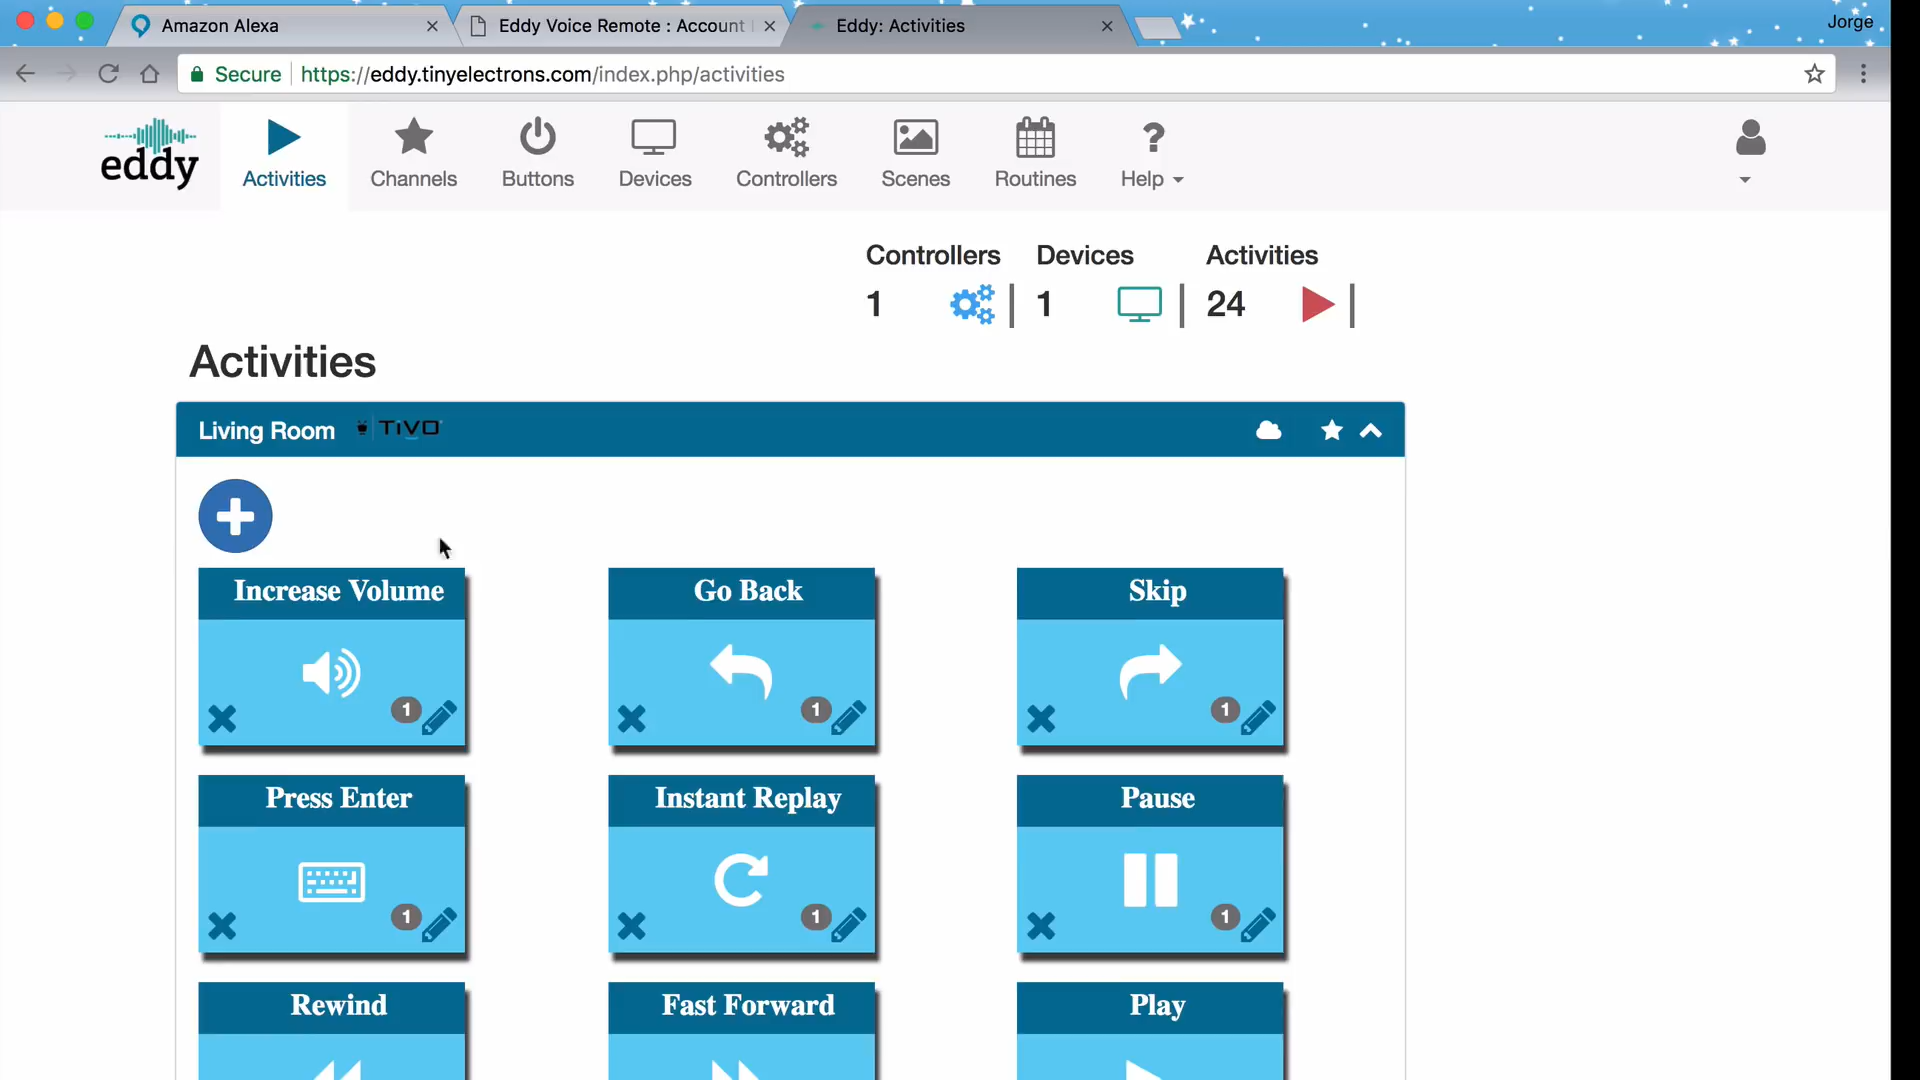 Amazon Alexa
Eddy Voice Remote : Account
Eddy: Activities
Jorge
Secure
https://eddy.tinyelectrons.com/index.php/activities
eddy
Activities
Channels
Buttons
Devices
Controllers
Scenes
Routines
? Help
Controllers Devices Activities
1 1 24
Activities
Living Room TiVo
Increase Volume
1
Go Back
1
Skip
1
Press Enter
1
Instant Replay
1
Pause
1
Rewind
Fast Forward
Play